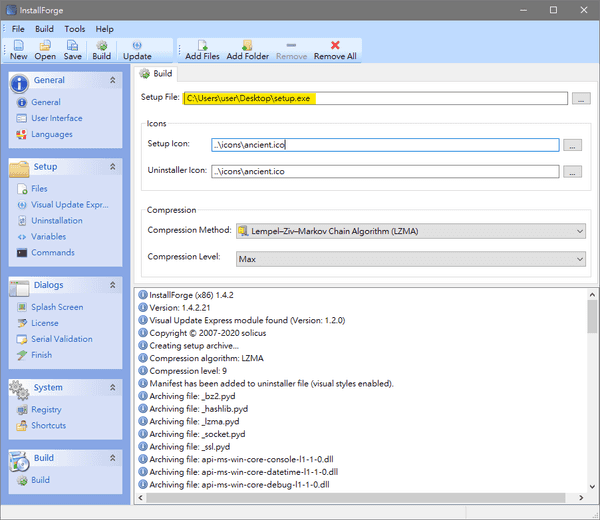 InstallForge
File Build Tools Help
New Open Save Build Update Add Files Add Folder Remove Remove All
General
General
User Interface
Languages
Setup
Files
Visual Update Expr...
Uninstallation
Variables
Commands
Dialogs
Splash Screen
License
Serial Validation
Finish
System
Registry
Shortcuts
Build
Build
Build
Setup File: C:\Users\user\Desktop\setup.exe ...
Icons
Setup Icon: ..\icons\ancient.ico ...
Uninstaller Icon: ..\icons\ancient.ico ...
Compression
Compression Method: Lempel–Ziv–Markov Chain Algorithm (LZMA)
Compression Level: Max
InstallForge (x86) 1.4.2
Version: 1.4.2.21
Visual Update Express module found (Version: 1.2.0)
Copyright © 2007-2020 solicus
Creating setup archive...
Compression algorithm: LZMA
Compression level: 9
Manifest has been added to uninstaller file (visual styles enabled).
Archiving file: _bz2.pyd
Archiving file: _hashlib.pyd
Archiving file: _lzma.pyd
Archiving file: _socket.pyd
Archiving file: _ssl.pyd
Archiving file: api-ms-win-core-console-l1-1-0.dll
Archiving file: api-ms-win-core-datetime-l1-1-0.dll
Archiving file: api-ms-win-core-debug-l1-1-0.dll